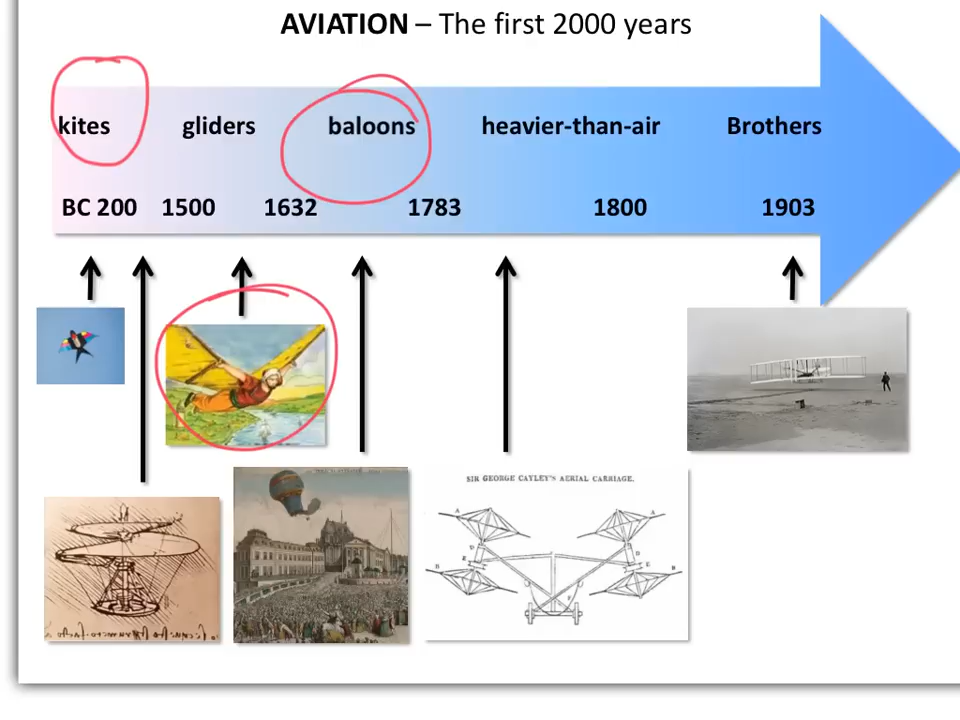 AVIATION – The first 2000 years
kites gliders baloons heavier-than-air Brothers
BC 200 1500 1632 1783 1800 1903
SIR GEORGE CAYLEY'S AERIAL CARRIAGE.